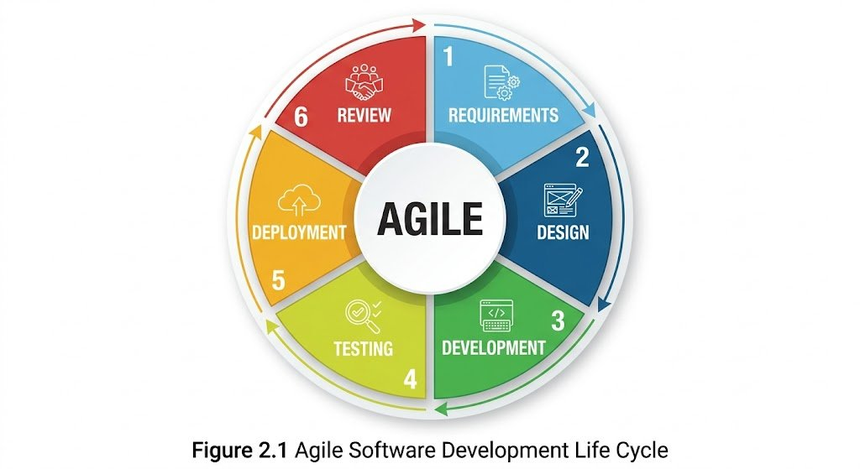 1
REQUIREMENTS
2
DESIGN
3
DEVELOPMENT
4
TESTING
5
DEPLOYMENT
6
REVIEW
AGILE
Figure 2.1 Agile Software Development Life Cycle